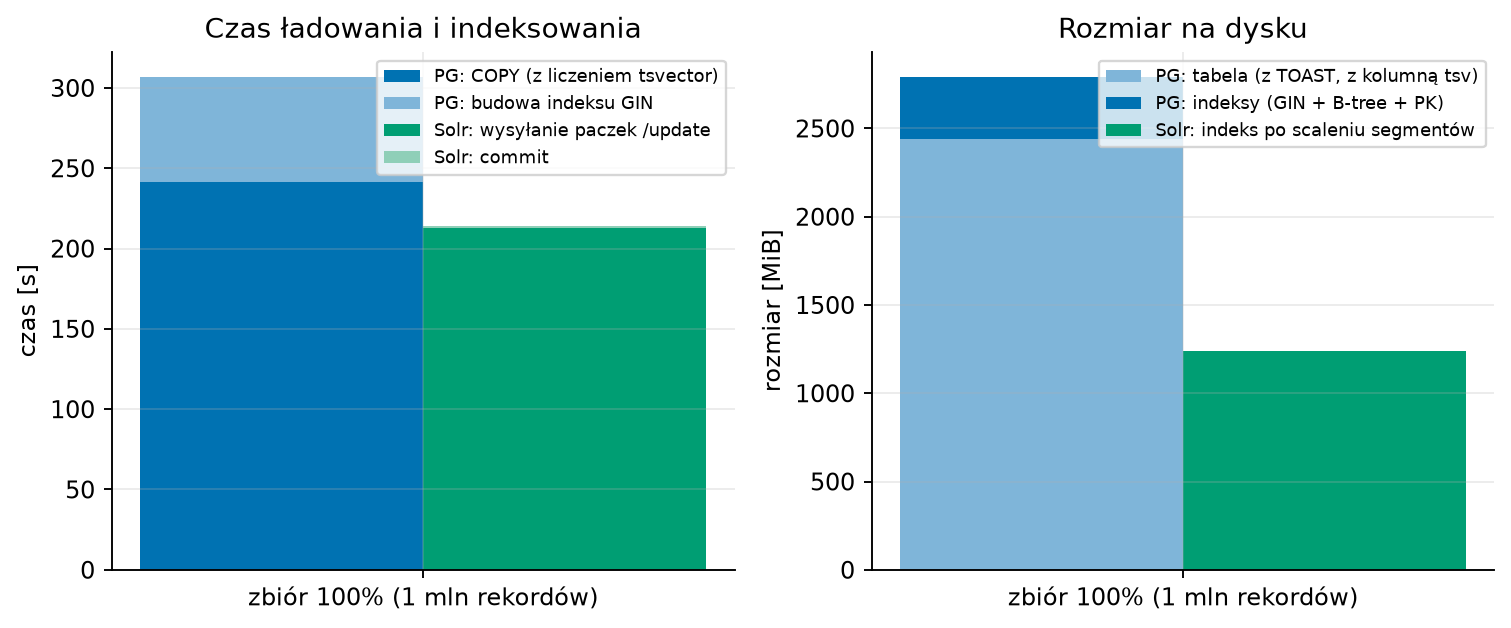 Czas ładowania i indeksowania
300
250
200
150
100
50
0
czas [s]
PG: COPY (z liczeniem tsvector)
PG: budowa indeksu GIN
Solr: wysyłanie paczek /update
Solr: commit
zbiór 100% (1 mln rekordów)
Rozmiar na dysku
2500
2000
1500
1000
500
0
rozmiar [MiB]
PG: tabela (z TOAST, z kolumną tsv)
PG: indeksy (GIN + B-tree + PK)
Solr: indeks po scaleniu segmentów
zbiór 100% (1 mln rekordów)